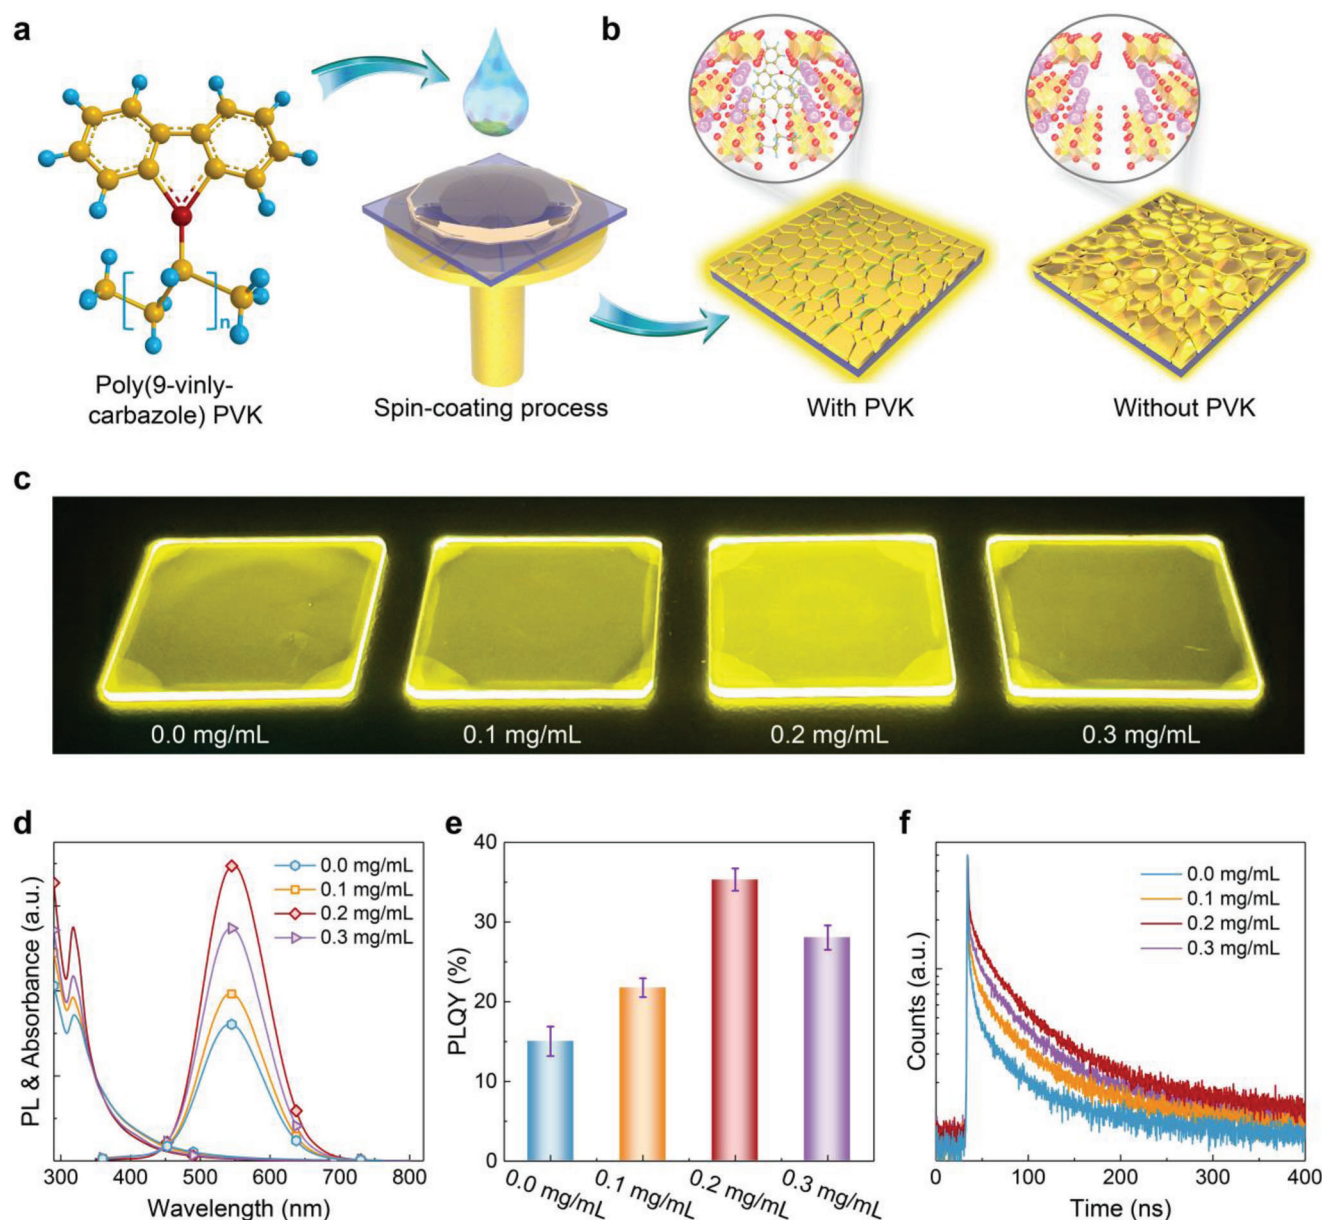 a
b
n
Poly(9-vinly-
carbazole) PVK
Spin-coating process
With PVK
Without PVK
c
0.0 mg/mL
0.1 mg/mL
0.2 mg/mL
0.3 mg/mL
d
PL & Absorbance (a.u.)
0.0 mg/mL
0.1 mg/mL
0.2 mg/mL
0.3 mg/mL
300 400 500 600 700 800
Wavelength (nm)
e
PLQY (%)
40
30
20
10
0
0.0 mg/mL
0.1 mg/mL
0.2 mg/mL
0.3 mg/mL
f
Counts (a.u.)
0.0 mg/mL
0.1 mg/mL
0.2 mg/mL
0.3 mg/mL
0 100 200 300 400
Time (ns)